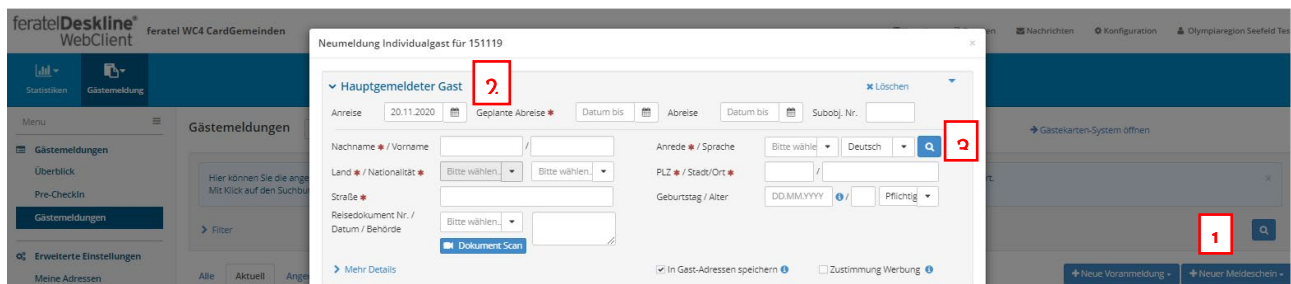 feratelDeskline®
WebClient
feratel WC4 CardGemeinden
Nachrichten
Konfiguration
Olympiaregion Seefeld Tes
Statistiken
Gästemeldung
Neumeldung Individualgast für 151119
Hauptgemeldeter Gast
2.
Löschen
Anreise 20.11.2020 Geplante Abreise * Datum bis Abreise Datum bis Subobj. Nr.
Menu
Gästemeldungen
Gästekarten-System öffnen
Nachname * / Vorname / Anrede * / Sprache Bitte wähle Deutsch
Gästemeldungen
Überblick
Pre-CheckIn
Gästemeldungen
Hier können Sie die ange
Mit Klick auf den Suchbu
Land * / Nationalität * Bitte wählen.. Bitte wählen.. PLZ * / Stadt/Ort * /
Straße * Geburtstag / Alter DD.MM.YYYY / Pflichtig
Reisedokument Nr. /
Datum / Behörde
Bitte wählen..
Dokument Scan
Filter
1
Erweiterte Einstellungen
Meine Adressen
Mehr Details
In Gast-Adressen speichern
Zustimmung Werbung
Alle Aktuell Ange
+Neue Voranmeldung
+Neuer Meldeschein